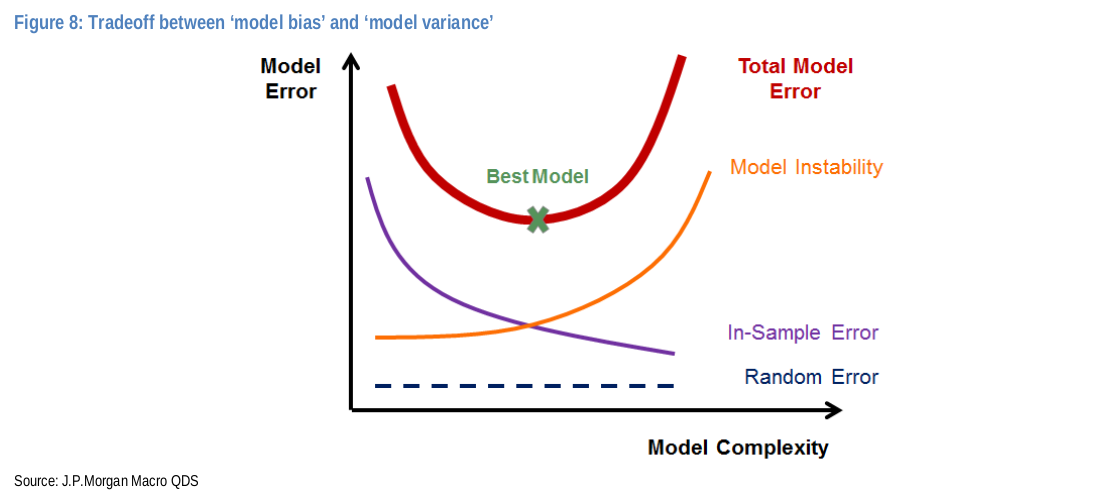 Figure 8: Tradeoff between ‘model bias’ and ‘model variance’
Model
Error
Total Model
Error
Best Model
Model Instability
In-Sample Error
Random Error
Model Complexity
Source: J.P.Morgan Macro QDS